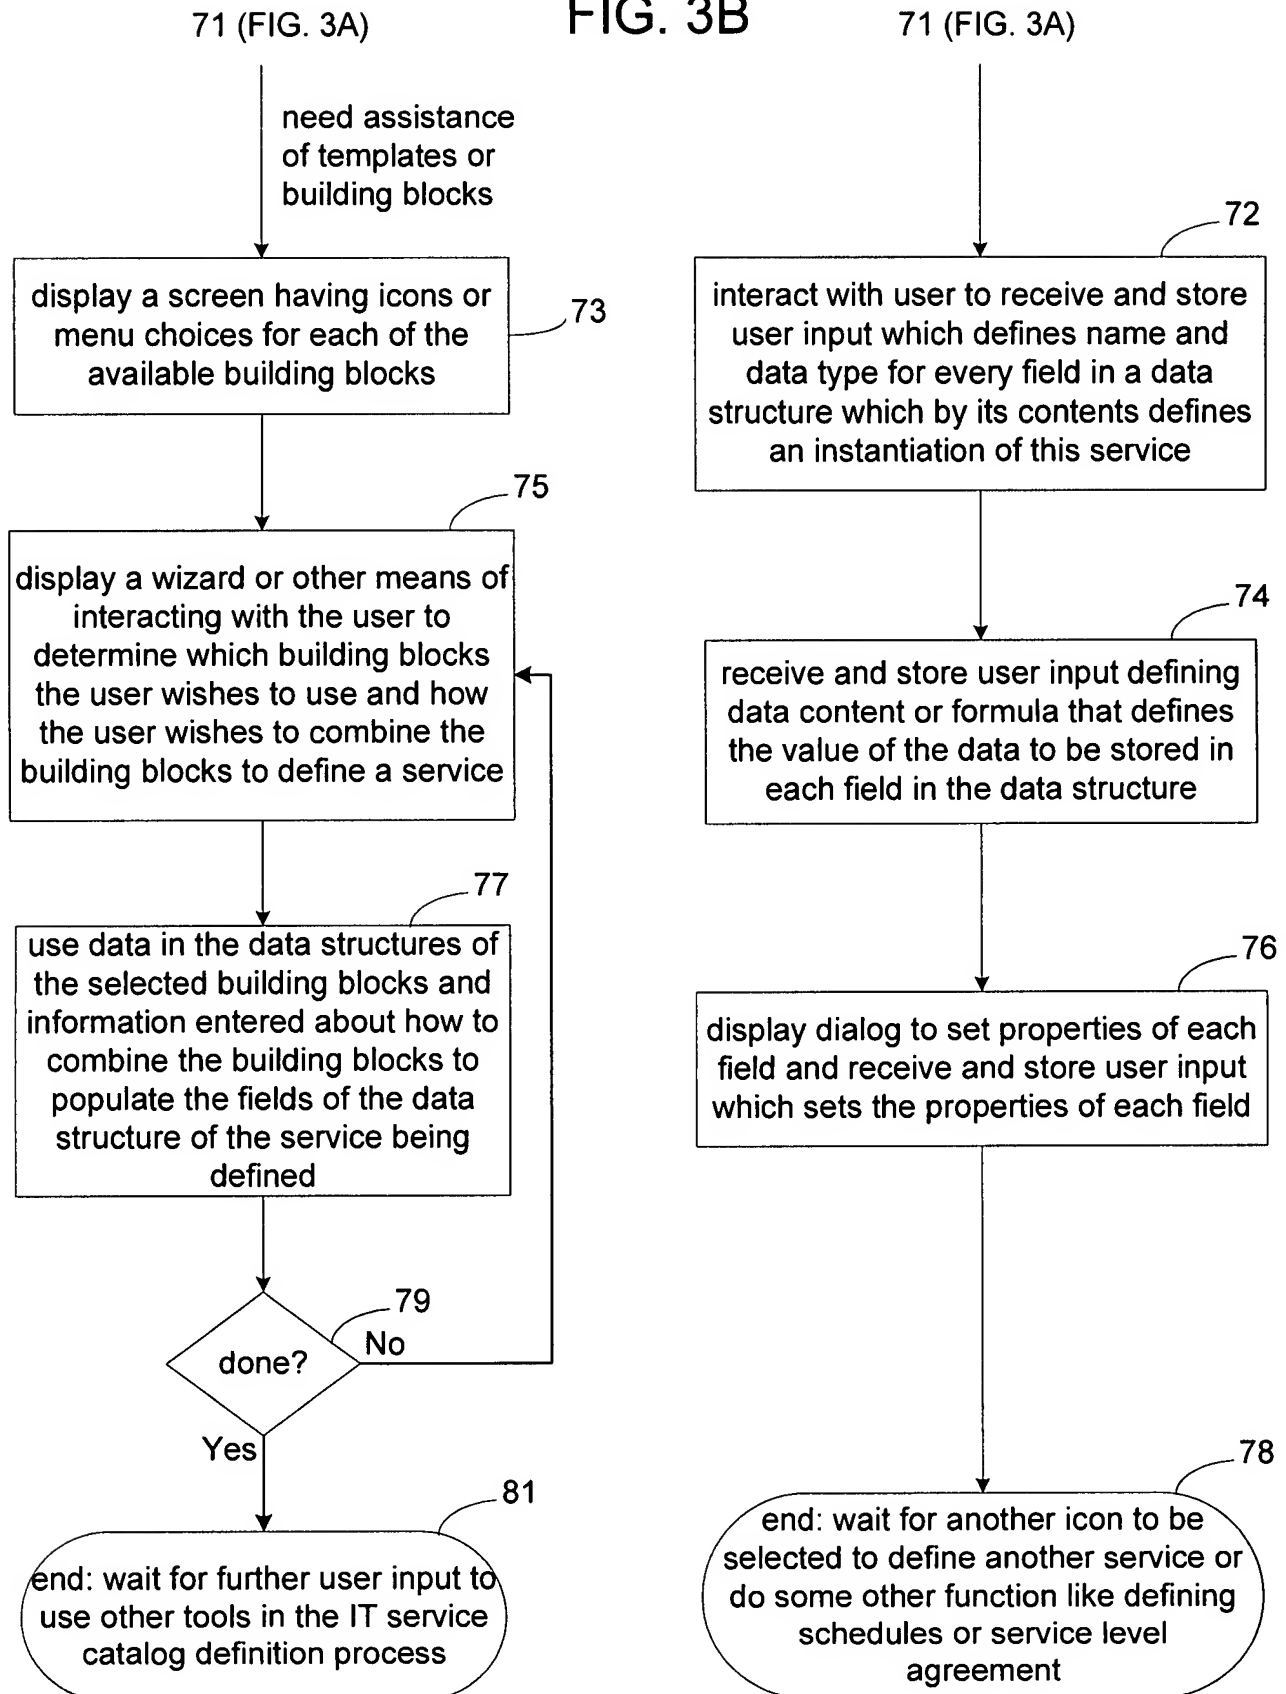 FIG. 3B
71 (FIG. 3A)
need assistance
of templates or
building blocks
display a screen having icons or
menu choices for each of the
available building blocks
73
75
display a wizard or other means of
interacting with the user to
determine which building blocks
the user wishes to use and how
the user wishes to combine the
building blocks to define a service
77
use data in the data structures of
the selected building blocks and
information entered about how to
combine the building blocks to
populate the fields of the data
structure of the service being
defined
79
done?
No
Yes
81
end: wait for further user input to
use other tools in the IT service
catalog definition process
71 (FIG. 3A)
72
interact with user to receive and store
user input which defines name and
data type for every field in a data
structure which by its contents defines
an instantiation of this service
74
receive and store user input defining
data content or formula that defines
the value of the data to be stored in
each field in the data structure
76
display dialog to set properties of each
field and receive and store user input
which sets the properties of each field
78
end: wait for another icon to be
selected to define another service or
do some other function like defining
schedules or service level
agreement